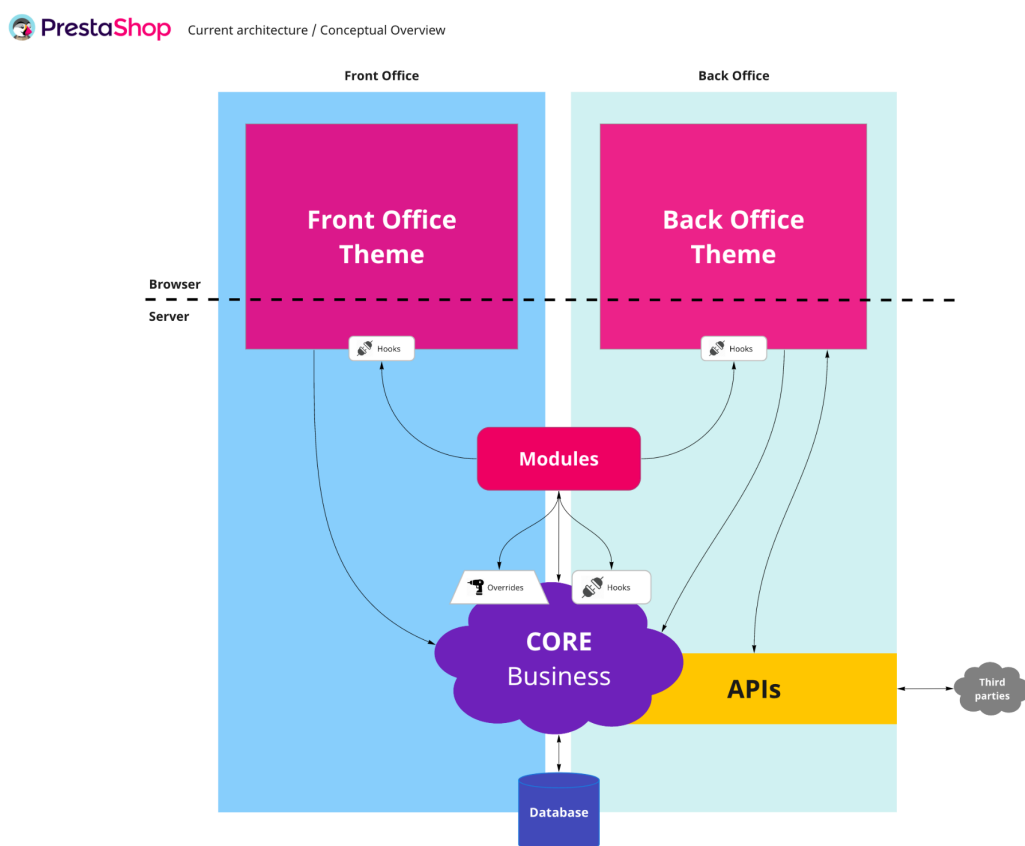 PrestaShop
Current architecture / Conceptual Overview
Front Office
Back Office
Front Office
Theme
Back Office
Theme
Browser
Server
Hooks
Hooks
Modules
Overrides
Hooks
CORE
Business
APIs
Third
parties
Database